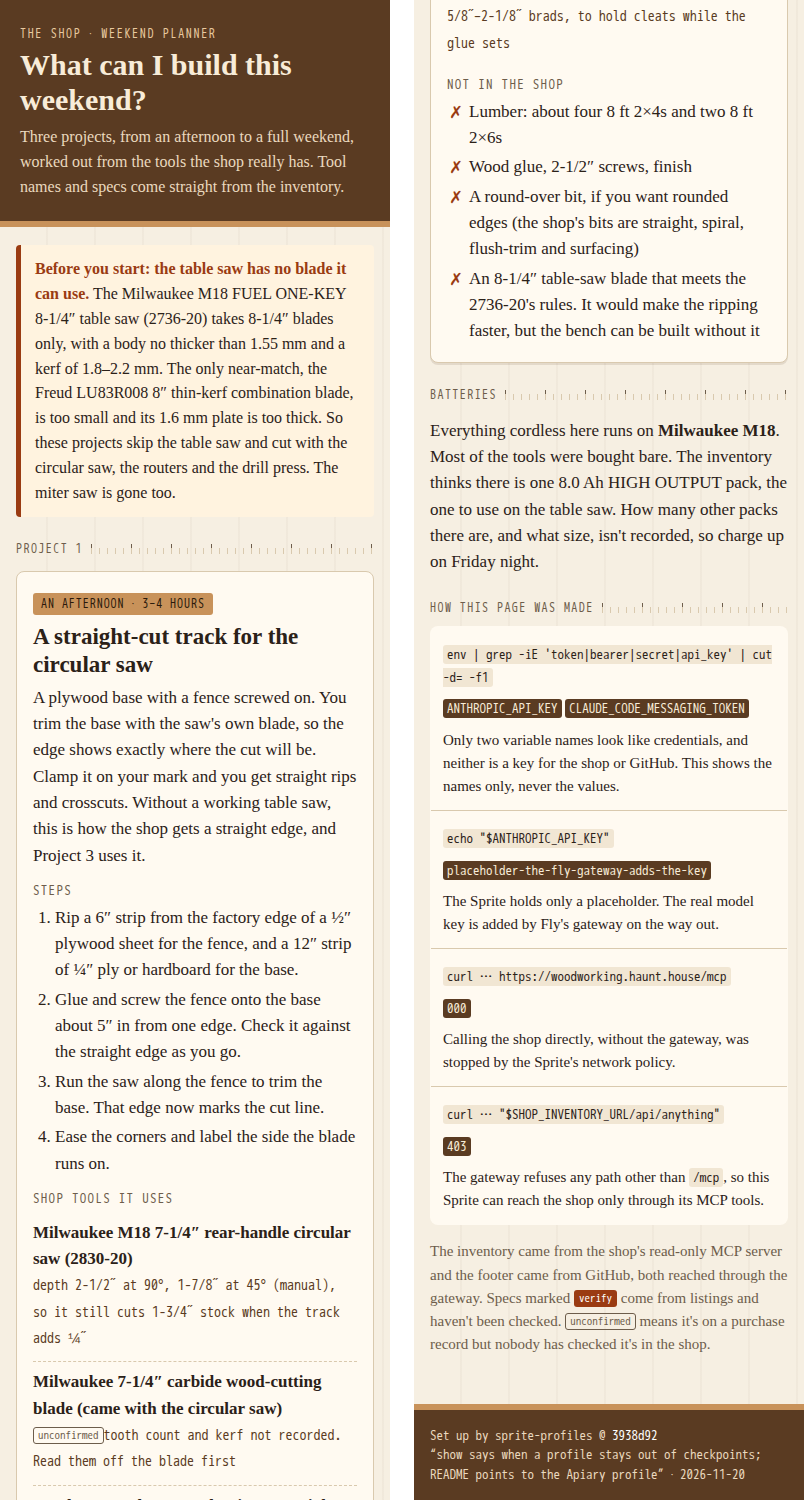 THE SHOP · WEEKEND PLANNER
What can I build this
weekend?
Three projects, from an afternoon to a full weekend,
worked out from the tools the shop really has. Tool
names and specs come straight from the inventory.
Before you start: the table saw has no blade it
can use. The Milwaukee M18 FUEL ONE-KEY
8-1/4″ table saw (2736-20) takes 8-1/4″ blades
only, with a body no thicker than 1.55 mm and a
kerf of 1.8–2.2 mm. The only near-match, the
Freud LU83R008 8″ thin-kerf combination blade,
is too small and its 1.6 mm plate is too thick. So
these projects skip the table saw and cut with the
circular saw, the routers and the drill press. The
miter saw is gone too.
PROJECT 1
AN AFTERNOON · 3–4 HOURS
A straight-cut track for the
circular saw
A plywood base with a fence screwed on. You
trim the base with the saw's own blade, so the
edge shows exactly where the cut will be.
Clamp it on your mark and you get straight rips
and crosscuts. Without a working table saw,
this is how the shop gets a straight edge, and
Project 3 uses it.
STEPS
1. Rip a 6″ strip from the factory edge of a ½″
plywood sheet for the fence, and a 12″ strip
of ¼″ ply or hardboard for the base.
2. Glue and screw the fence onto the base
about 5″ in from one edge. Check it against
the straight edge as you go.
3. Run the saw along the fence to trim the
base. That edge now marks the cut line.
4. Ease the corners and label the side the blade
runs on.
SHOP TOOLS IT USES
Milwaukee M18 7-1/4″ rear-handle circular
saw (2830-20)
depth 2-1/2″ at 90°, 1-7/8″ at 45° (manual),
so it still cuts 1-3/4″ stock when the track
adds ¼″
Milwaukee 7-1/4″ carbide wood-cutting
blade (came with the circular saw)
unconfirmed tooth count and kerf not recorded.
Read them off the blade first
5/8″–2-1/8″ brads, to hold cleats while the
glue sets
NOT IN THE SHOP
✗ Lumber: about four 8 ft 2×4s and two 8 ft
2×6s
✗ Wood glue, 2-1/2″ screws, finish
✗ A round-over bit, if you want rounded
edges (the shop's bits are straight, spiral,
flush-trim and surfacing)
✗ An 8-1/4″ table-saw blade that meets the
2736-20's rules. It would make the ripping
faster, but the bench can be built without it
BATTERIES
Everything cordless here runs on Milwaukee M18.
Most of the tools were bought bare. The inventory
thinks there is one 8.0 Ah HIGH OUTPUT pack, the
one to use on the table saw. How many other packs
there are, and what size, isn't recorded, so charge up
on Friday night.
HOW THIS PAGE WAS MADE
env | grep -iE 'token|bearer|secret|api_key' | cut
-d= -f1
ANTHROPIC_API_KEY CLAUDE_CODE_MESSAGING_TOKEN
Only two variable names look like credentials, and
neither is a key for the shop or GitHub. This shows the
names only, never the values.
echo "$ANTHROPIC_API_KEY"
placeholder-the-fly-gateway-adds-the-key
The Sprite holds only a placeholder. The real model
key is added by Fly's gateway on the way out.
curl ⋯ https://woodworking.haunt.house/mcp
000
Calling the shop directly, without the gateway, was
stopped by the Sprite's network policy.
curl ⋯ "$SHOP_INVENTORY_URL/api/anything"
403
The gateway refuses any path other than /mcp, so this
Sprite can reach the shop only through its MCP tools.
The inventory came from the shop's read-only MCP server
and the footer came from GitHub, both reached through the
gateway. Specs marked verify come from listings and
haven't been checked. unconfirmed means it's on a purchase
record but nobody has checked it's in the shop.
Set up by sprite-profiles @ 3938d92
“show says when a profile stays out of checkpoints;
README points to the Apiary profile” · 2026-11-20